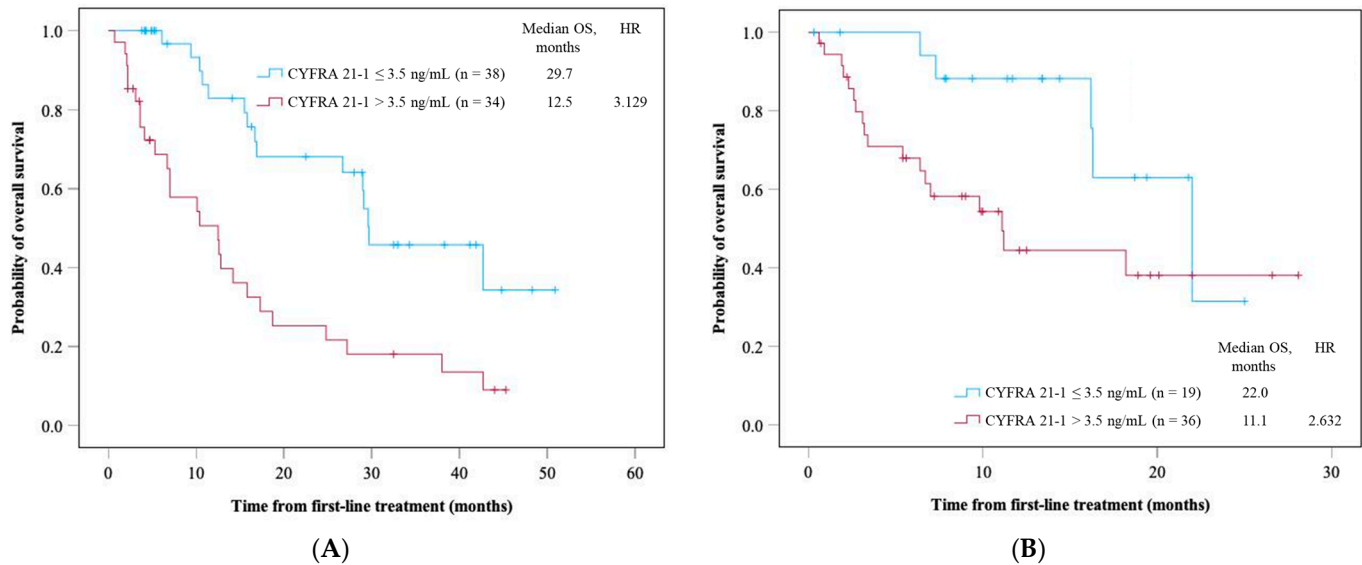 Median OS, months HR
CYFRA 21-1 ≤ 3.5 ng/mL (n = 38) 29.7
CYFRA 21-1 > 3.5 ng/mL (n = 34) 12.5 3.129
Probability of overall survival
1.0
0.8
0.6
0.4
0.2
0.0
0 10 20 30 40 50 60
Time from first-line treatment (months)
(A)
Probability of overall survival
1.0
0.8
0.6
0.4
0.2
0.0
Median OS, months HR
CYFRA 21-1 ≤ 3.5 ng/mL (n = 19) 22.0
CYFRA 21-1 > 3.5 ng/mL (n = 36) 11.1 2.632
0 10 20 30
Time from first-line treatment (months)
(B)